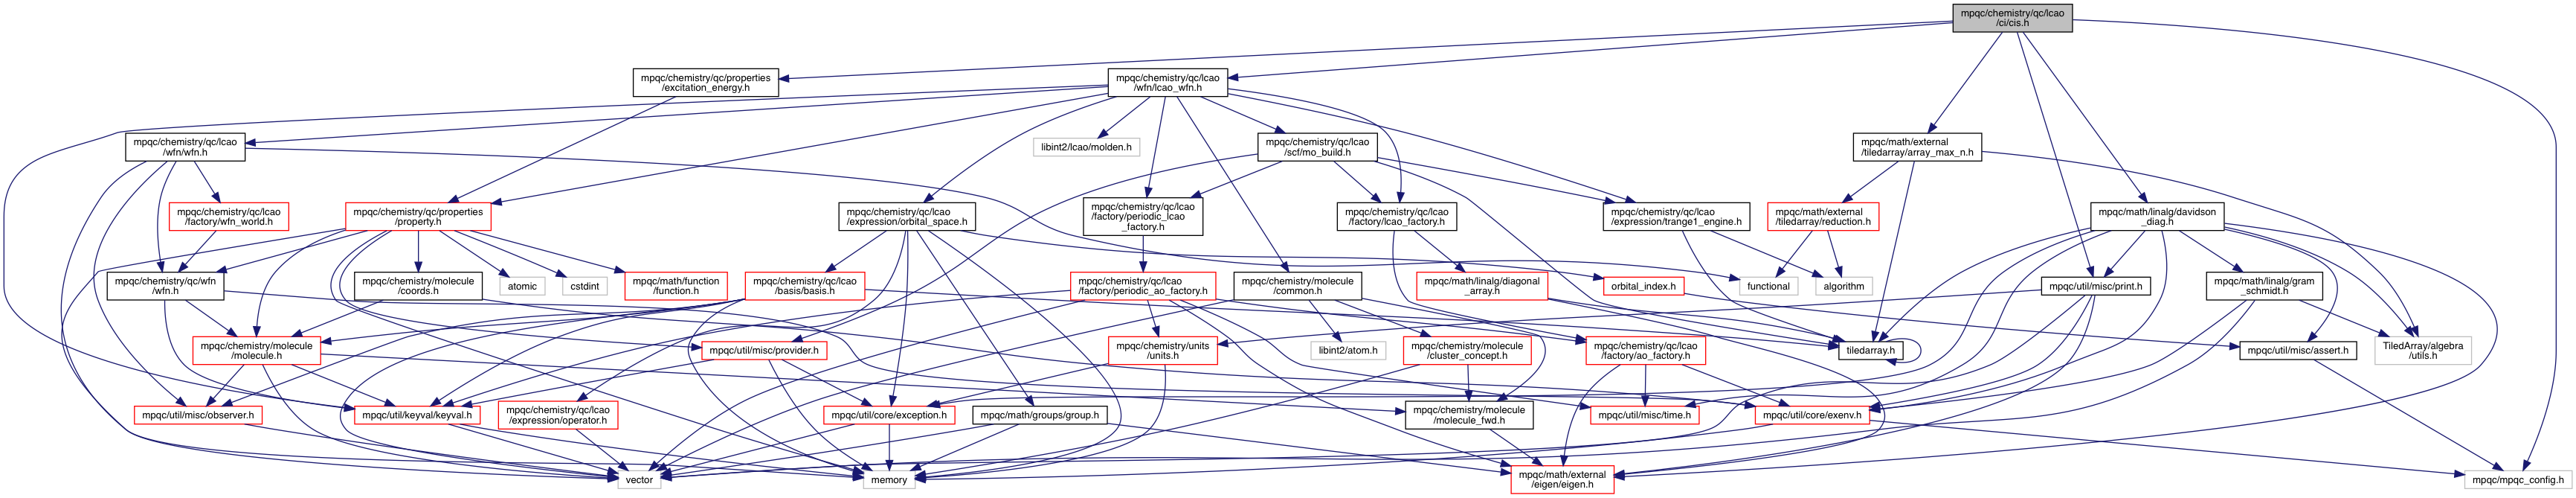 mpqc/chemistry/qc/lcao
/ci/cis.h
mpqc/chemistry/qc/properties
/excitation_energy.h
mpqc/chemistry/qc/lcao
/wfn/lcao_wfn.h
mpqc/chemistry/qc/lcao
/wfn/wfn.h
libint2/lcao/molden.h
mpqc/chemistry/qc/lcao
/scf/mo_build.h
mpqc/math/external
/tiledarray/array_max_n.h
mpqc/chemistry/qc/lcao
/factory/wfn_world.h
mpqc/chemistry/qc/properties
/property.h
mpqc/chemistry/qc/lcao
/expression/orbital_space.h
mpqc/chemistry/qc/lcao
/factory/periodic_lcao
_factory.h
mpqc/chemistry/qc/lcao
/factory/lcao_factory.h
mpqc/chemistry/qc/lcao
/expression/trange1_engine.h
mpqc/math/external
/tiledarray/reduction.h
mpqc/math/linalg/davidson
_diag.h
mpqc/chemistry/qc/wfn
/wfn.h
mpqc/chemistry/molecule
/coords.h
atomic
cstdint
mpqc/math/function
/function.h
mpqc/chemistry/qc/lcao
/basis/basis.h
mpqc/chemistry/qc/lcao
/factory/periodic_ao_factory.h
mpqc/chemistry/molecule
/common.h
mpqc/math/linalg/diagonal
_array.h
orbital_index.h
functional
algorithm
mpqc/util/misc/print.h
mpqc/math/linalg/gram
_schmidt.h
mpqc/chemistry/molecule
/molecule.h
mpqc/util/misc/provider.h
mpqc/chemistry/units
/units.h
libint2/atom.h
mpqc/chemistry/molecule
/cluster_concept.h
mpqc/chemistry/qc/lcao
/factory/ao_factory.h
tiledarray.h
mpqc/util/misc/assert.h
TiledArray/algebra
/utils.h
mpqc/util/misc/observer.h
mpqc/util/keyval/keyval.h
mpqc/chemistry/qc/lcao
/expression/operator.h
mpqc/util/core/exception.h
mpqc/math/groups/group.h
mpqc/chemistry/molecule
/molecule_fwd.h
mpqc/util/misc/time.h
mpqc/util/core/exenv.h
vector
memory
mpqc/math/external
/eigen/eigen.h
mpqc/mpqc_config.h